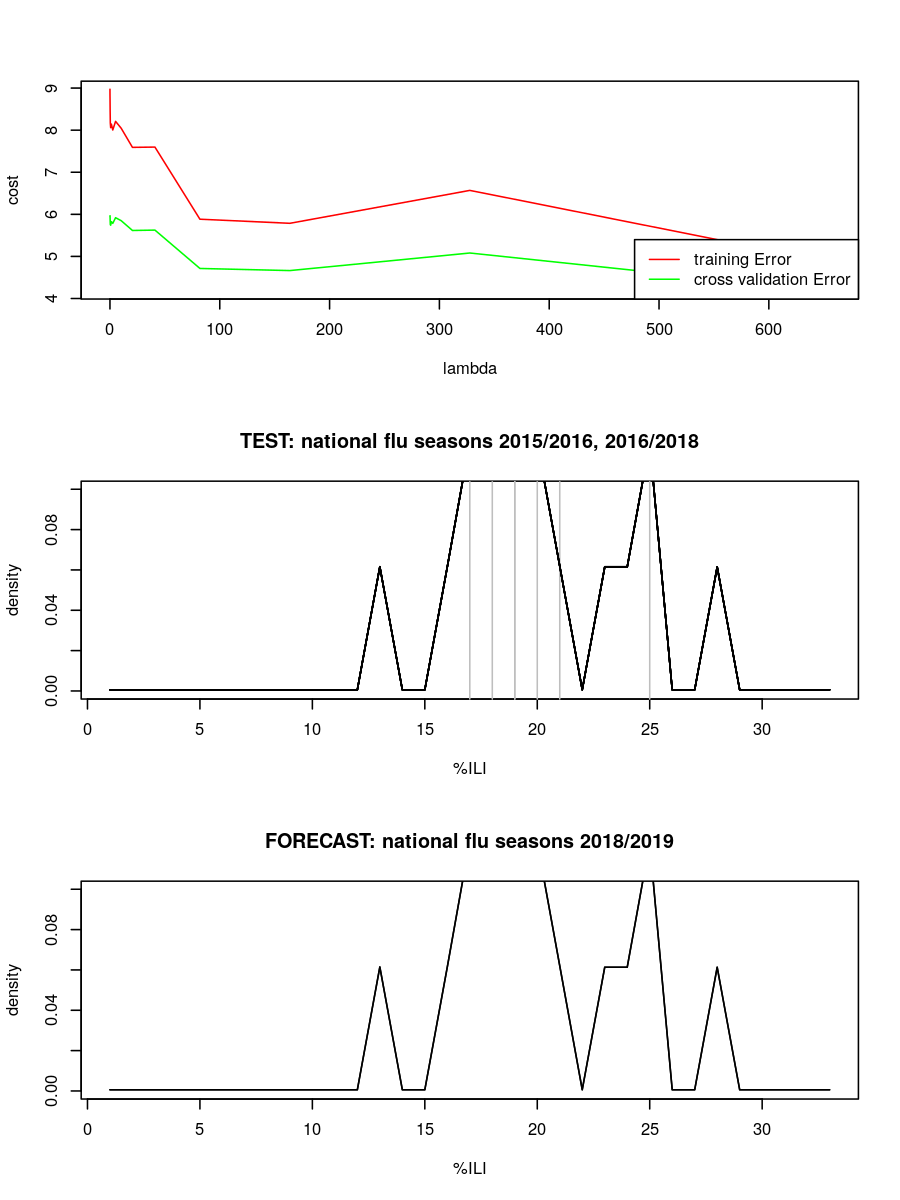 9
8
7
6
5
4
cost
training Error
cross validation Error
0 100 200 300 400 500 600
lambda
TEST: national flu seasons 2015/2016, 2016/2018
0.08
0.04
0.00
density
0 5 10 15 20 25 30
%ILI
FORECAST: national flu seasons 2018/2019
0.08
0.04
0.00
density
0 5 10 15 20 25 30
%ILI